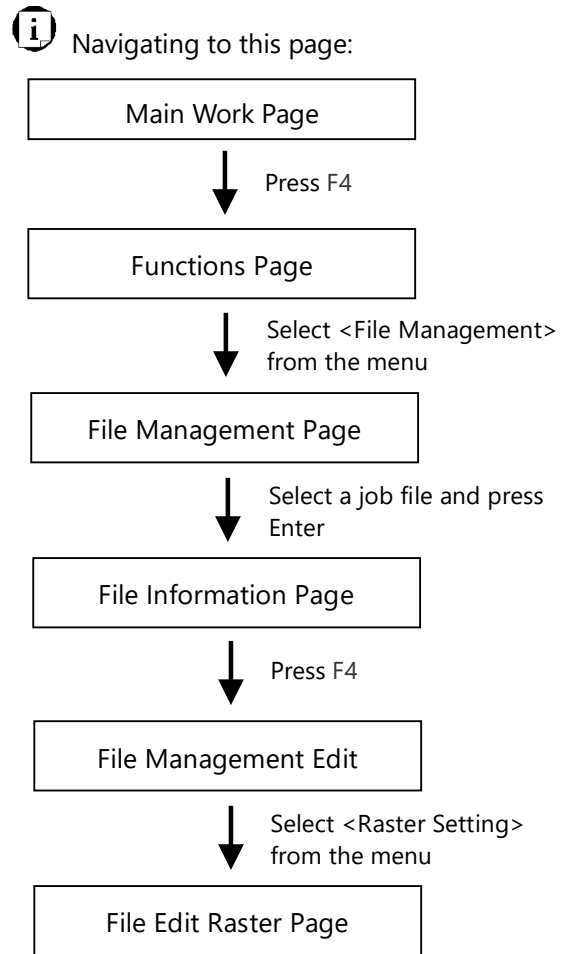 i
Navigating to this page:
Main Work Page
Press F4
Functions Page
Select <File Management>
from the menu
File Management Page
Select a job file and press
Enter
File Information Page
Press F4
File Management Edit
Select <Raster Setting>
from the menu
File Edit Raster Page